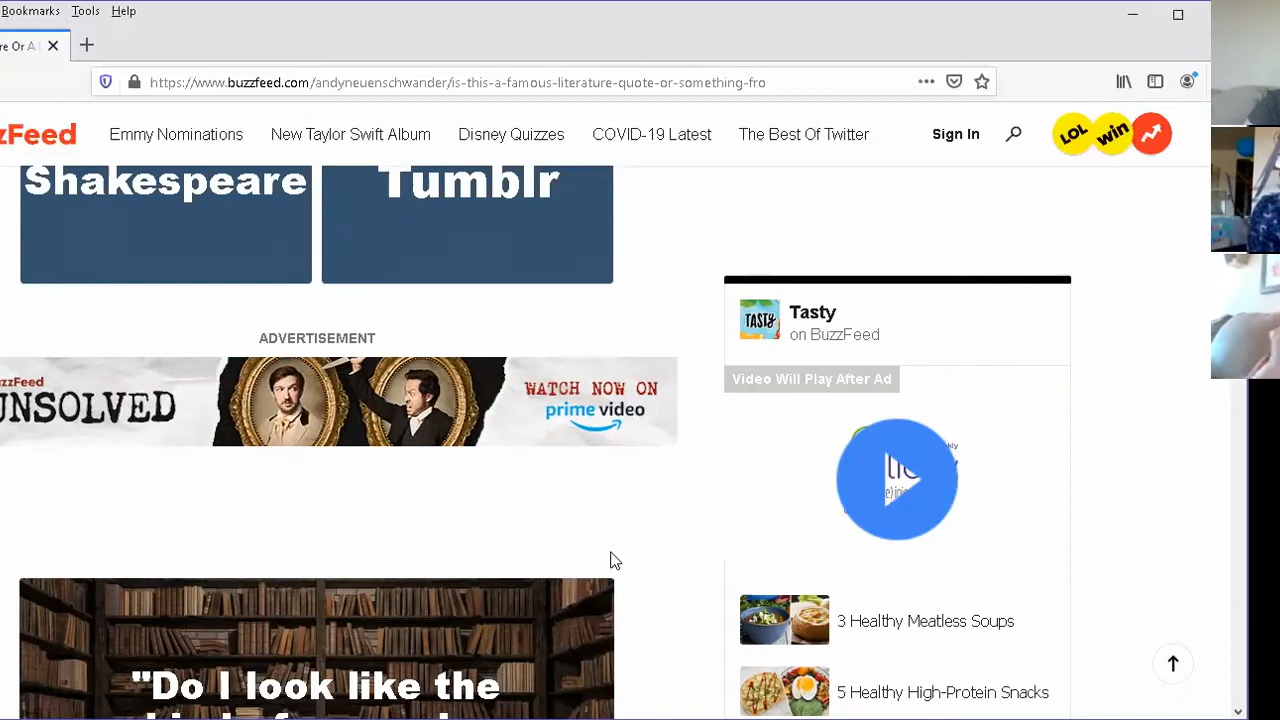 Bookmarks Tools Help
re Or A
https://www.buzzfeed.com/andyneuenschwander/is-this-a-famous-literature-quote-or-something-fro
zFeed Emmy Nominations New Taylor Swift Album Disney Quizzes COVID-19 Latest The Best Of Twitter Sign In LOL win
Shakespeare Tumblr
ADVERTISEMENT
zzFeed
UNSOLVED
WATCH NOW ON
prime video
Tasty
on BuzzFeed
TASTY
Video Will Play After Ad
3 Healthy Meatless Soups
5 Healthy High-Protein Snacks
"Do I look like the